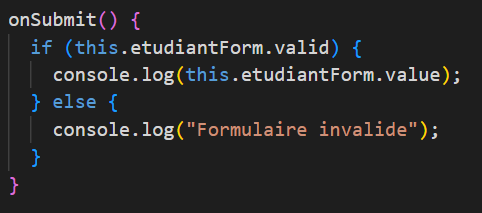 onSubmit() {
  if (this.etudiantForm.valid) {
    console.log(this.etudiantForm.value);
  } else {
    console.log("Formulaire invalide");
  }
}